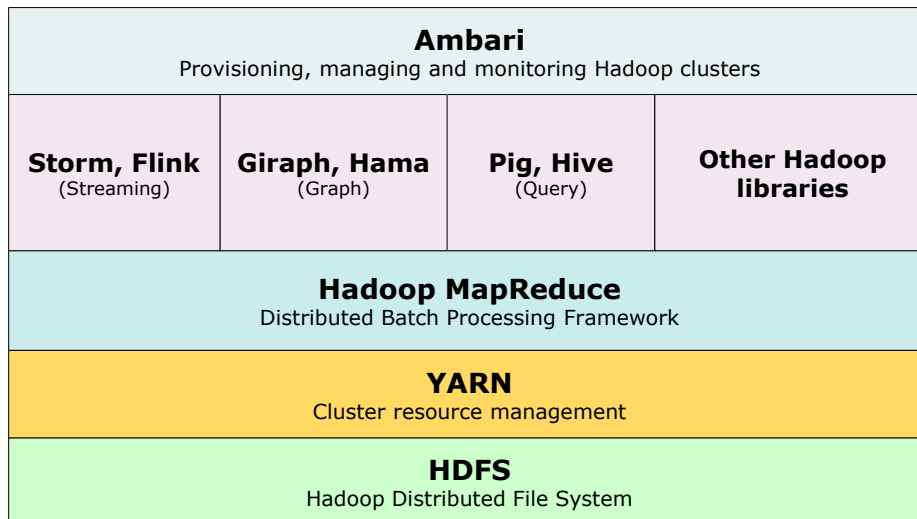 Ambari
Provisioning, managing and monitoring Hadoop clusters
Storm, Flink
(Streaming)
Giraph, Hama
(Graph)
Pig, Hive
(Query)
Other Hadoop
libraries
Hadoop MapReduce
Distributed Batch Processing Framework
YARN
Cluster resource management
HDFS
Hadoop Distributed File System